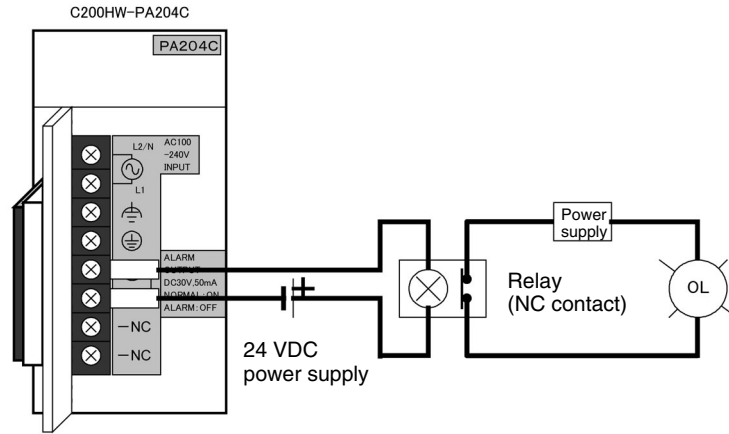 C200HW-PA204C
PA204C
L2/N
AC100
-240V
INPUT
L1
ALARM
OUTPUT
DC30V,50mA
NORMAL:ON
ALARM:OFF
-NC
-NC
+
24 VDC
power supply
Power
supply
Relay
(NC contact)
OL